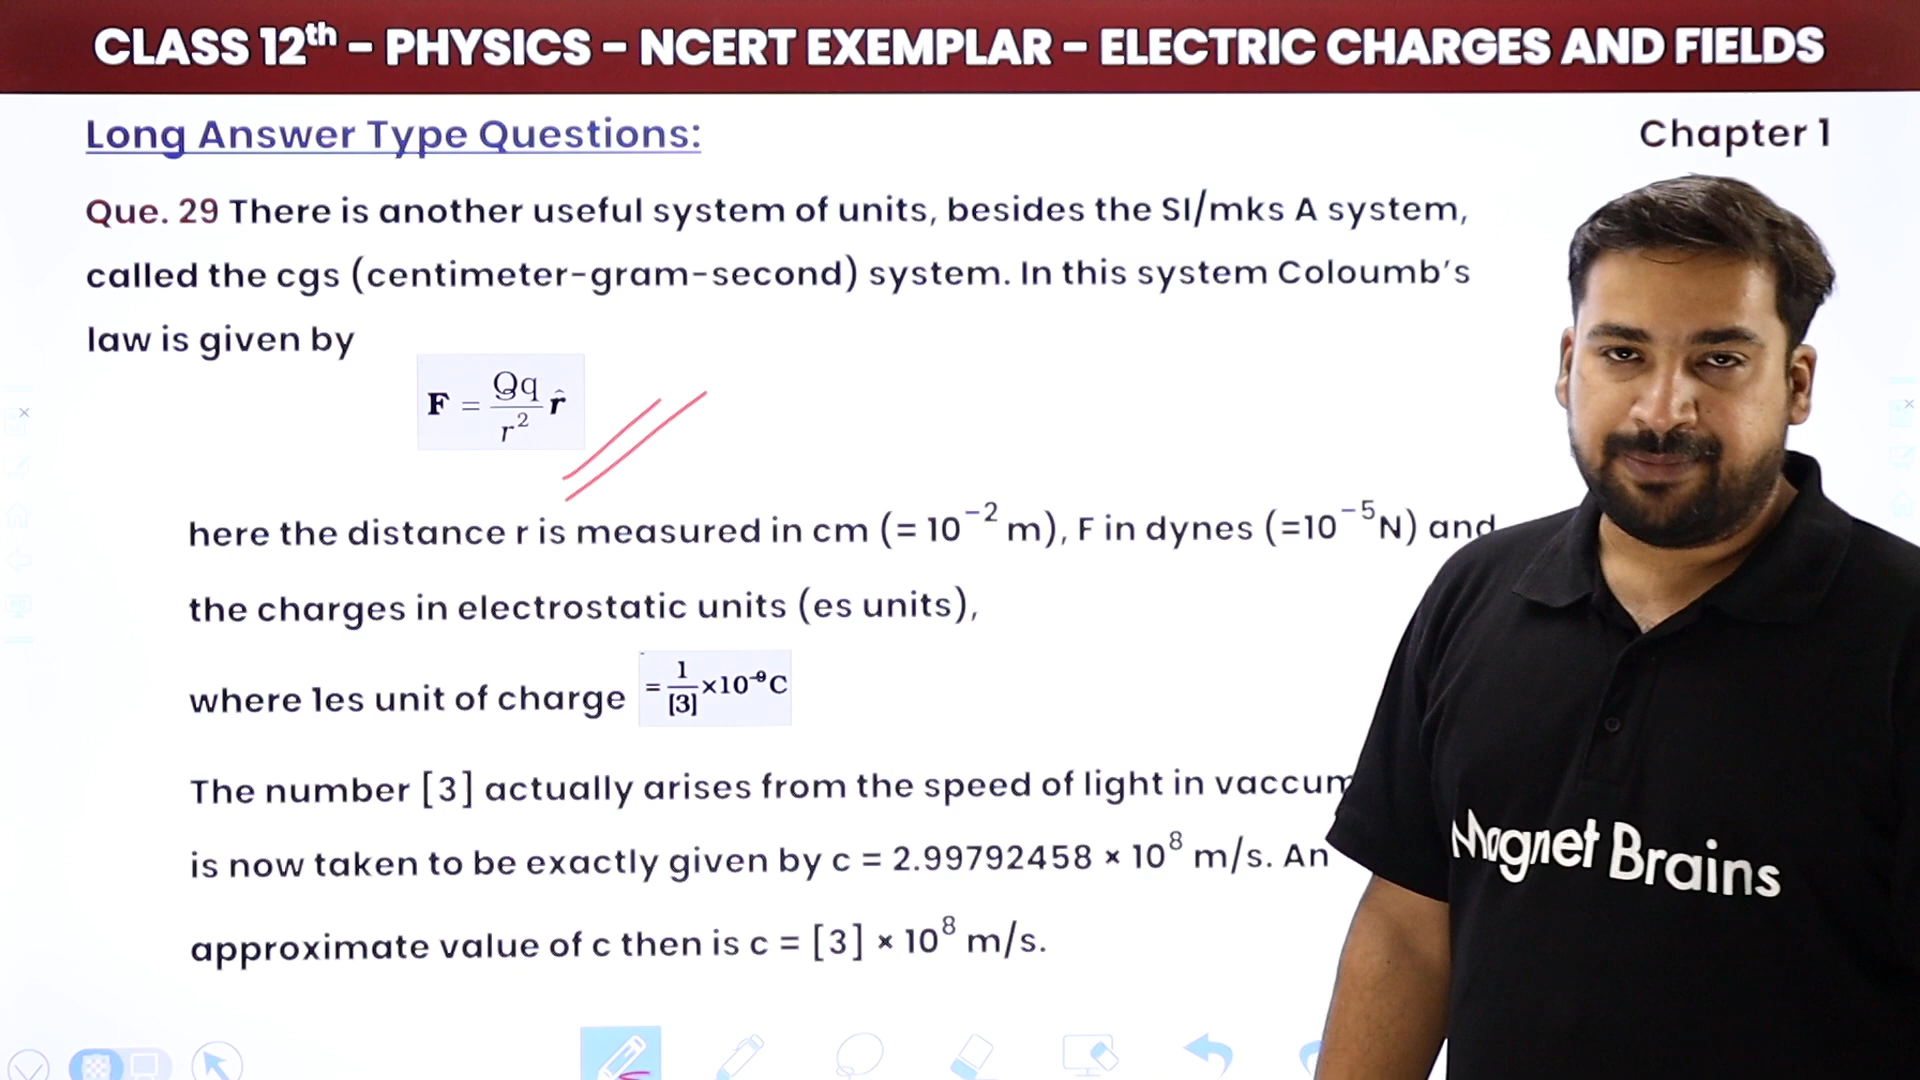 CLASS 12th – PHYSICS – NCERT EXEMPLAR – ELECTRIC CHARGES AND FIELDS
Long Answer Type Questions:
Chapter 1
Que. 29 There is another useful system of units, besides the SI/mks A system,
called the cgs (centimeter-gram-second) system. In this system Coloumb's
law is given by
F = Qq/r² r̂
here the distance r is measured in cm (= 10⁻² m), F in dynes (=10⁻⁵N) and
the charges in electrostatic units (es units),
where 1es unit of charge = 1/[3] ×10⁻⁹C
The number [3] actually arises from the speed of light in vaccum
is now taken to be exactly given by c = 2.99792458 × 10⁸ m/s. An
approximate value of c then is c = [3] × 10⁸ m/s.
Magnet Brains